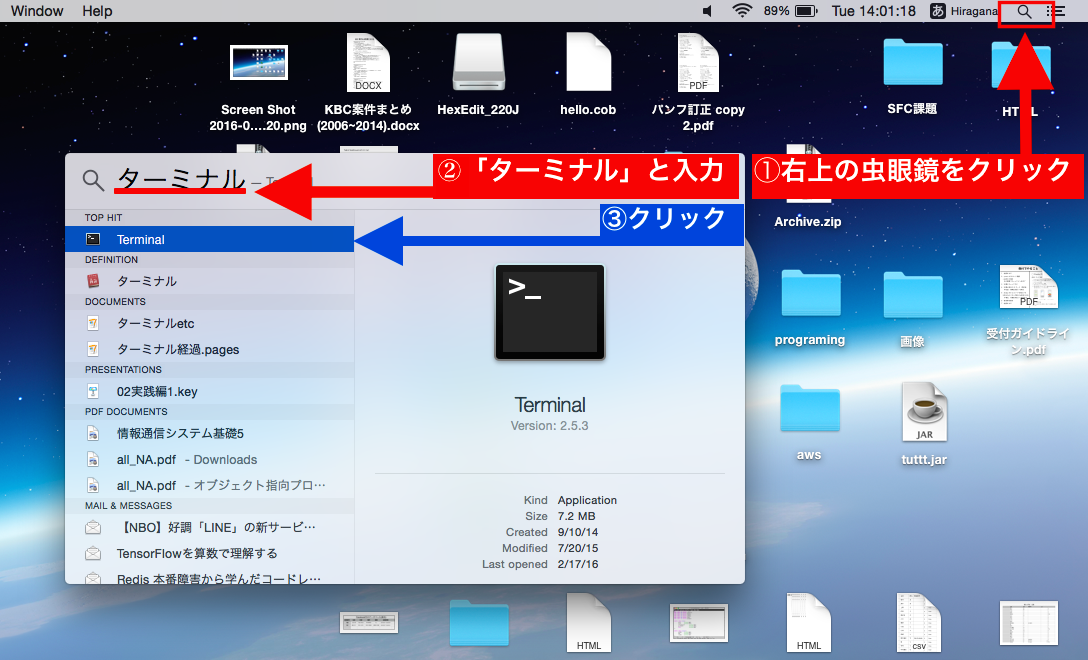 Window Help 89% Tue 14:01:18 あ Hiragana
Screen Shot
2016-0....20.png
DOCX
KBC案件まとめ
(2006~2014).docx
HexEdit_220J
hello.cob
PDF
パンフ訂正 copy
2.pdf
SFC課題
HTML
①右上の虫眼鏡をクリック
②「ターミナル」と入力
③クリック
ターミナル
TOP HIT
Terminal
DEFINITION
ターミナル
DOCUMENTS
ターミナルetc
ターミナル経過.pages
PRESENTATIONS
02実践編1.key
PDF DOCUMENTS
情報通信システム基礎5
all_NA.pdf - Downloads
all_NA.pdf - オブジェクト指向プロ…
MAIL & MESSAGES
【NBO】好調「LINE」の新サービ…
TensorFlowを算数で理解する
Redis 本番障害から学んだコードレ…
>_
Terminal
Version: 2.5.3
Kind Application
Size 7.2 MB
Created 9/10/14
Modified 7/20/15
Last opened 2/17/16
Archive.zip
programing
画像
PDF
受付ガイドライ
ン.pdf
aws
JAR
tuttt.jar
HTML
HTML
CSV